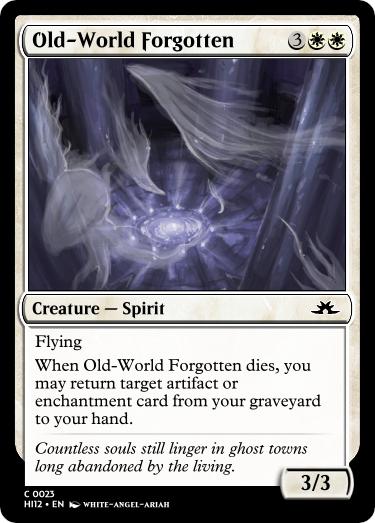 Old-World Forgotten 3
Creature — Spirit
Flying
When Old-World Forgotten dies, you
may return target artifact or
enchantment card from your graveyard
to your hand.
Countless souls still linger in ghost towns
long abandoned by the living.
3/3
C 0023
HI12 • EN WHITE-ANGEL-ARIAH